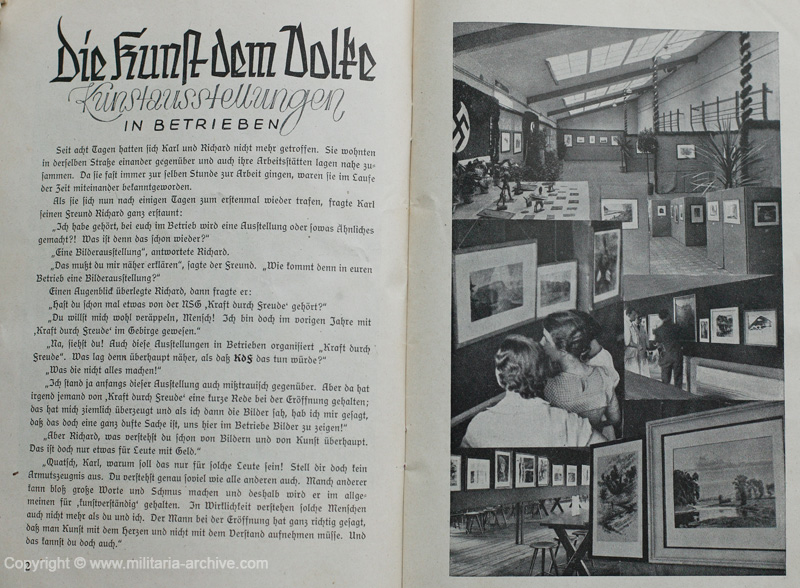 Die Kunst dem Volke
Kunstausstellungen
IN BETRIEBEN
Seit acht Tagen hatten sich Karl und Richard nicht mehr getroffen. Sie wohnten
in derselben Straße einander gegenüber und auch ihre Arbeitsstätten lagen nahe zu-
sammen. Da sie fast immer zur selben Stunde zur Arbeit gingen, waren sie im Laufe
der Zeit miteinander bekanntgeworden.
Als sie sich nun nach einigen Tagen zum erstenmal wieder trafen, fragte Karl
seinen Freund Richard ganz erstaunt:
„Ich habe gehört, bei euch im Betrieb wird eine Ausstellung oder sowas Ähnliches
gemacht?! Was ist denn das schon wieder?“
„Eine Bilderausstellung“, antwortete Richard.
„Das mußt du mir näher erklären“, sagte der Freund. „Wie kommt denn in euren
Betrieb eine Bilderausstellung?“
Einen Augenblick überlegte Richard, dann fragte er:
„Hast du schon mal etwas von der NSG ‚Kraft durch Freude‘ gehört?“
„Du willst mich wohl veräppeln, Mensch! Ich bin doch im vorigen Jahre mit
‚Kraft durch Freude‘ im Gebirge gewesen.“
„Na, siehst du! Auch diese Ausstellungen in Betrieben organisiert „Kraft durch
Freude“. Was lag denn überhaupt näher, als daß KdF das tun würde?“
„Was die nicht alles machen!“
„Ich stand ja anfangs dieser Ausstellung auch mißtrauisch gegenüber. Aber da hat
irgend jemand von ‚Kraft durch Freude‘ eine kurze Rede bei der Eröffnung gehalten;
das hat mich ziemlich überzeugt und als ich dann die Bilder sah, hab ich mir gesagt,
daß das doch eine ganz dufte Sache ist, uns hier im Betriebe Bilder zu zeigen!“
„Aber Richard, was verstehst du schon von Bildern und von Kunst überhaupt.
Das ist doch nur etwas für Leute mit Geld.“
„Quatsch, Karl, warum soll das nur für solche Leute sein! Stell dir doch kein
Armutszeugnis aus. Du verstehst genau soviel wie alle anderen auch. Manch anderer
kann bloß große Worte und Schmus machen und deshalb wird er im allge-
meinen für ‚kunstverständig‘ gehalten. In Wirklichkeit verstehen solche Menschen
auch nicht mehr als du und ich. Der Mann bei der Eröffnung hat ganz richtig gesagt,
daß man Kunst mit dem Herzen und nicht mit dem Verstand aufnehmen müsse. Und
das kannst du doch auch.“
2
Copyright © www.militaria-archive.com